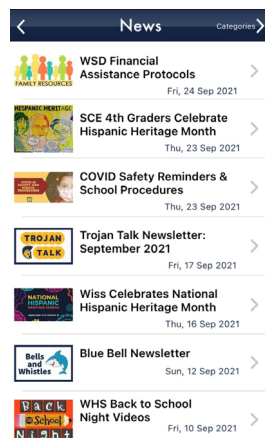 News
Categories
FAMILY RESOURCES
WSD Financial
Assistance Protocols
Fri, 24 Sep 2021
HISPANIC HERITAGE
SCE 4th Graders Celebrate
Hispanic Heritage Month
Thu, 23 Sep 2021
COVID Safety Reminders &
School Procedures
Thu, 23 Sep 2021
TROJAN
TALK
Trojan Talk Newsletter:
September 2021
Fri, 17 Sep 2021
NATIONAL
HISPANIC
HERITAGE MONTH
Wiss Celebrates National
Hispanic Heritage Month
Thu, 16 Sep 2021
Bells
and
Whistles
Blue Bell Newsletter
Sun, 12 Sep 2021
Back
to School
Night
WHS Back to School
Night Videos
Fri, 10 Sep 2021